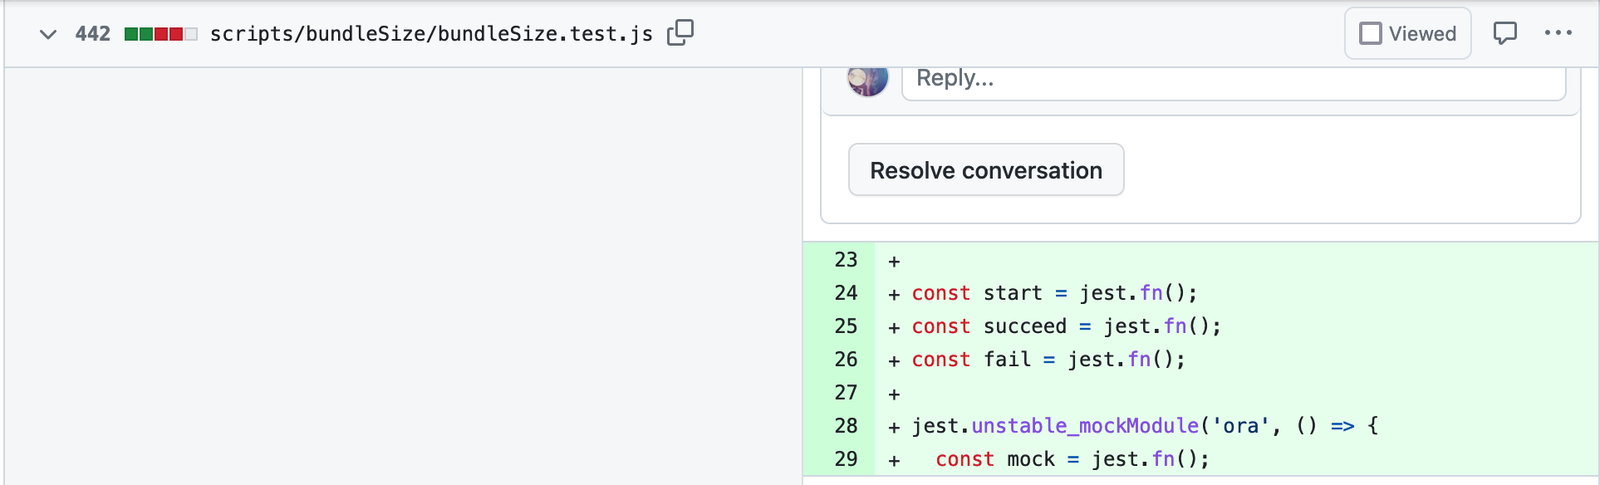 442 scripts/bundleSize/bundleSize.test.js Viewed
Reply...
Resolve conversation
23 +
24 + const start = jest.fn();
25 + const succeed = jest.fn();
26 + const fail = jest.fn();
27 +
28 + jest.unstable_mockModule('ora', () => {
29 +   const mock = jest.fn();